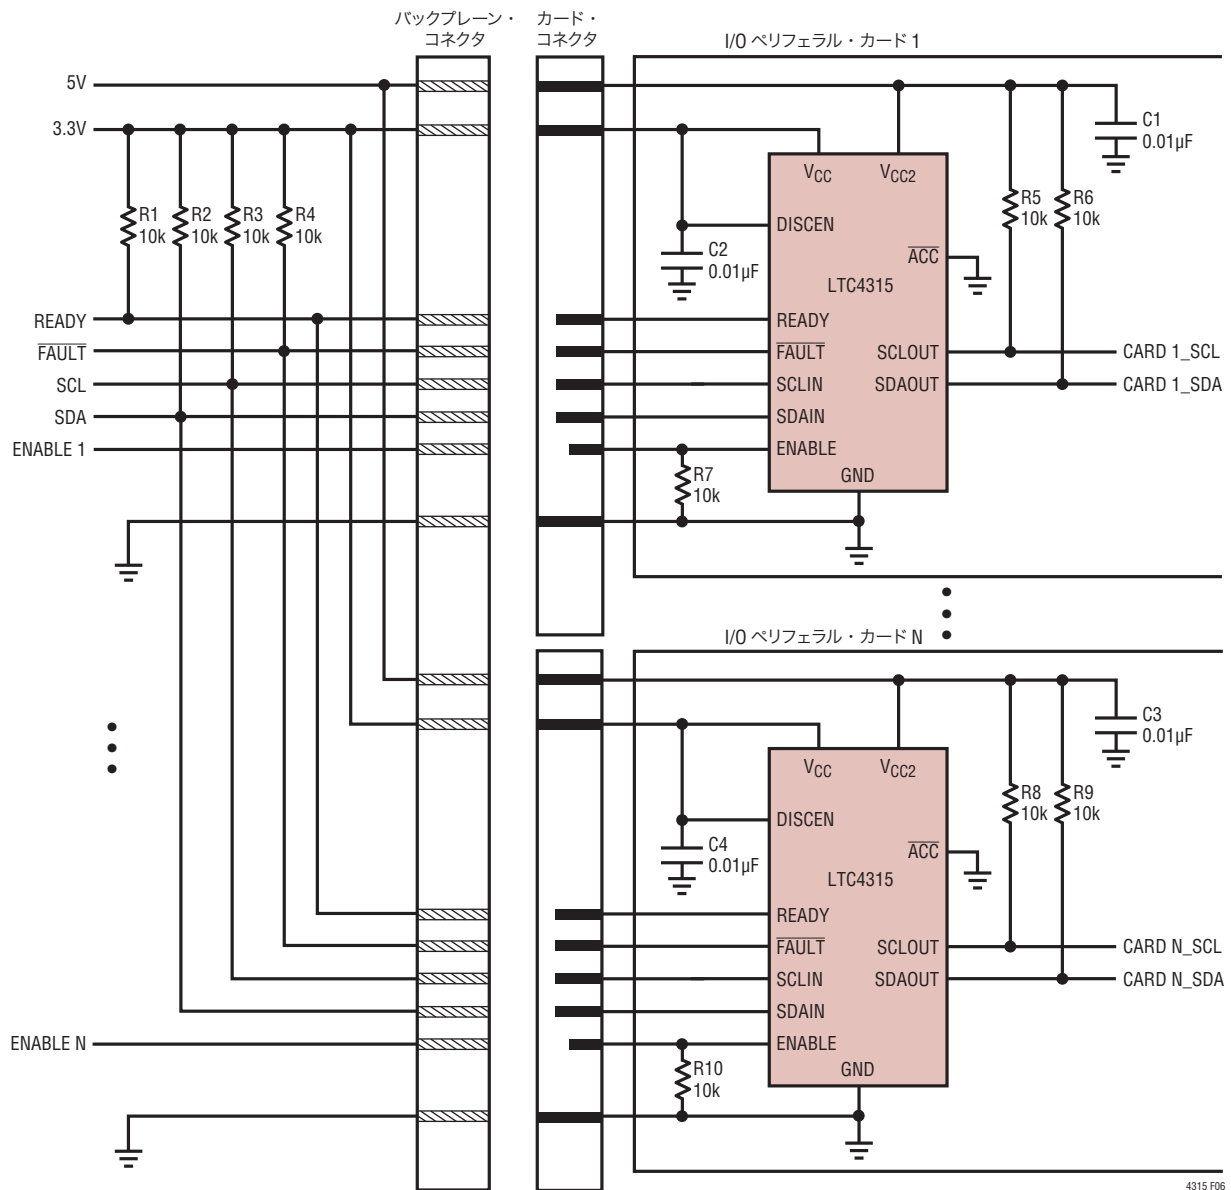 バックプレーン・
コネクタ
カード・
コネクタ
I/O ペリフェラル・カード 1
5V
3.3V
R1
10k
R2
10k
R3
10k
R4
10k
READY
FAULT
SCL
SDA
ENABLE 1
VCC
VCC2
DISCEN
ACC
LTC4315
READY
FAULT
SCLIN
SDAIN
ENABLE
GND
SCLOUT
SDAOUT
C2
0.01µF
R7
10k
R5
10k
R6
10k
C1
0.01µF
CARD 1_SCL
CARD 1_SDA
I/O ペリフェラル・カード N
VCC
VCC2
DISCEN
ACC
LTC4315
READY
FAULT
SCLIN
SDAIN
ENABLE
GND
SCLOUT
SDAOUT
C4
0.01µF
R10
10k
R8
10k
R9
10k
C3
0.01µF
CARD N_SCL
CARD N_SDA
ENABLE N
4315 F06